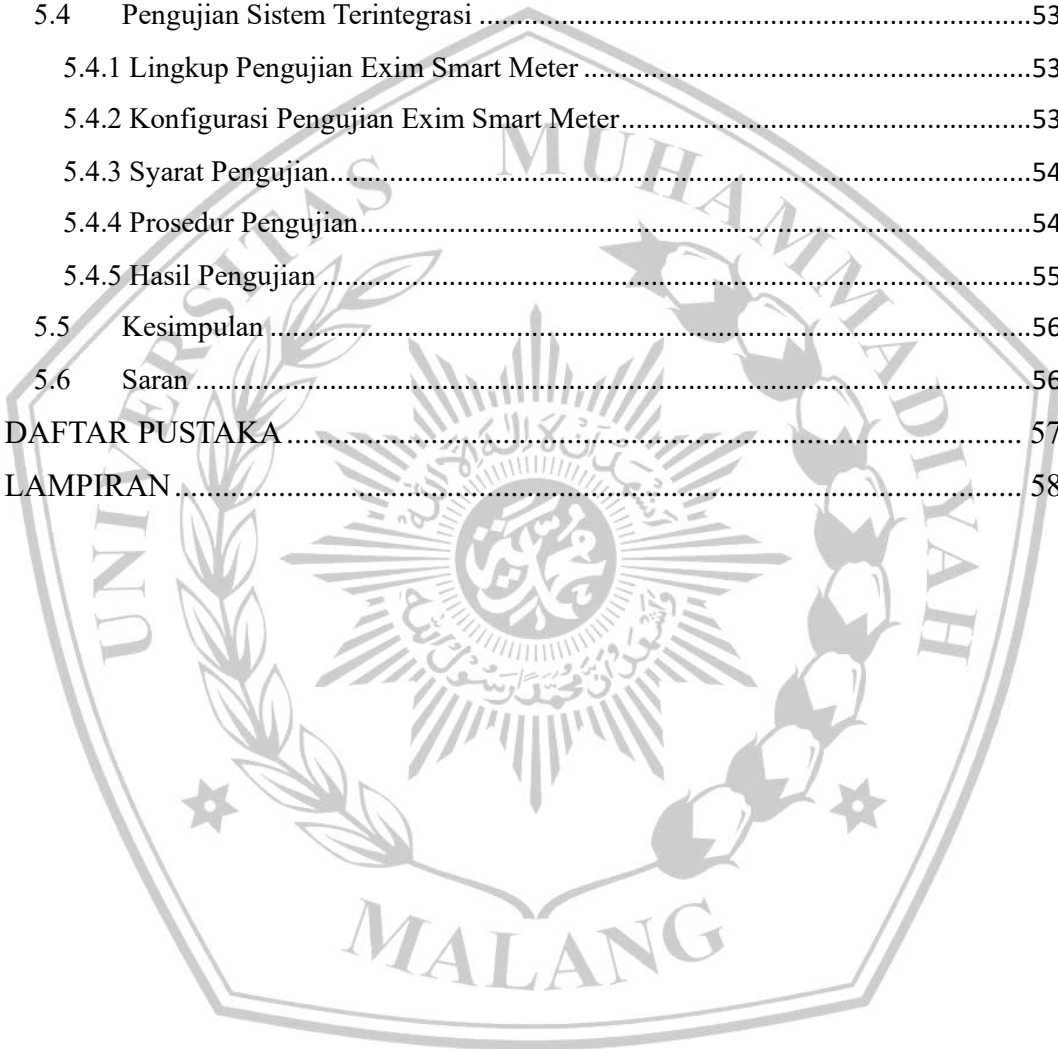 5.4 Pengujian Sistem Terintegrasi ..........................................................................53
5.4.1 Lingkup Pengujian Exim Smart Meter ............................................................53
5.4.2 Konfigurasi Pengujian Exim Smart Meter.......................................................53
5.4.3 Syarat Pengujian..............................................................................................54
5.4.4 Prosedur Pengujian..........................................................................................54
5.4.5 Hasil Pengujian ...............................................................................................55
5.5 Kesimpulan ......................................................................................................56
5.6 Saran ................................................................................................................56
DAFTAR PUSTAKA ............................................................................................. 57
LAMPIRAN ........................................................................................................... 58
UNIVERSITAS MUHAMMADIYAH
MALANG